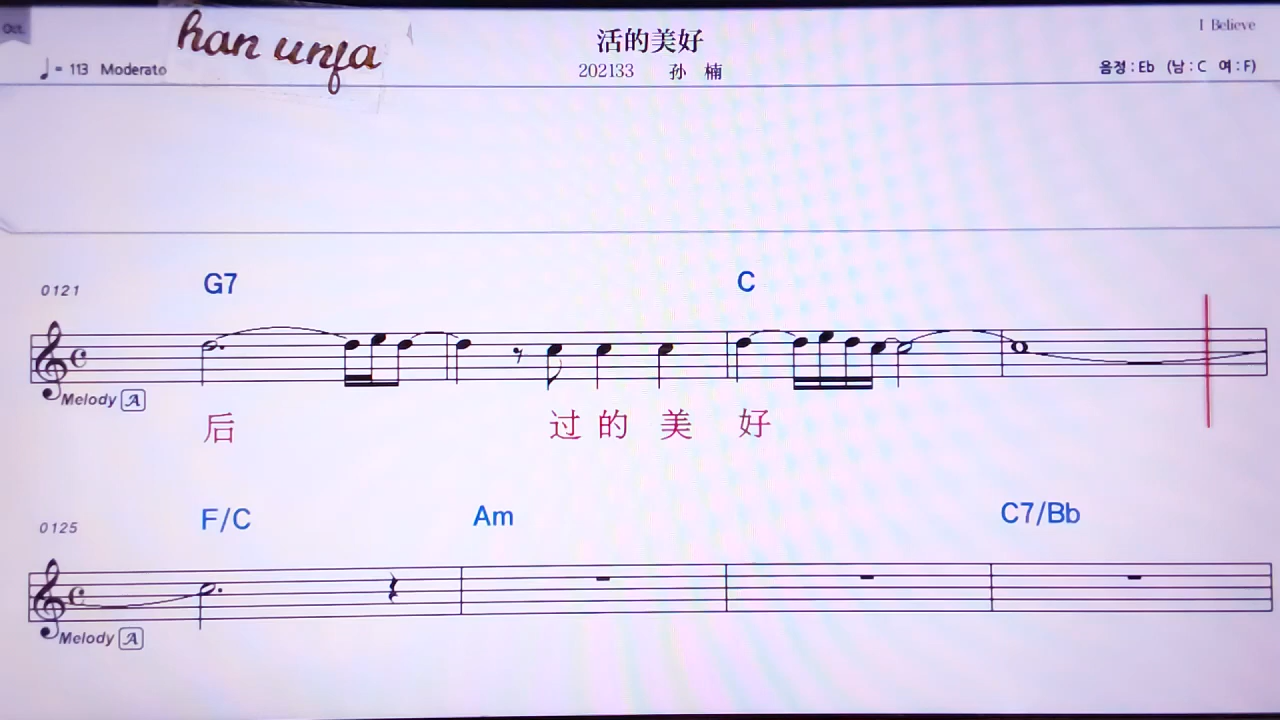 Oct.
han unfa
活的美好
I Believe
♩= 113 Moderato
202133 孙 楠
음정 : Eb (남 : C 여 : F)
G7 C
0121
Melody A
后 过 的 美 好
F/C Am C7/Bb
0125
Melody A